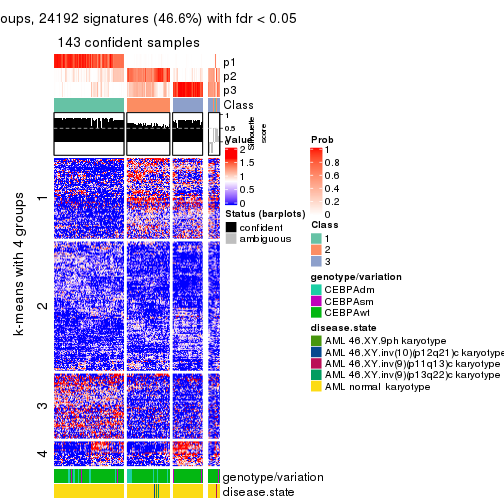 oups, 24192 signatures (46.6%) with fdr < 0.05
143 confident samples
p1
p2
p3
Class
1
0.5
0
Silhouette
score
k-means with 4 groups
1
2
3
4
genotype/variation
disease.state
Value
2
1.5
1
0.5
0
Status (barplots)
confident
ambiguous
Prob
1
0.8
0.6
0.4
0.2
0
Class
1
2
3
genotype/variation
CEBPAdm
CEBPAsm
CEBPAwt
disease.state
AML 46.XY.9ph karyotype
AML 46.XY.inv(10)(p12q21)c karyotype
AML 46.XY.inv(9)(p11q13)c karyotype
AML 46.XY.inv(9)(p13q22)c karyotype
AML normal karyotype